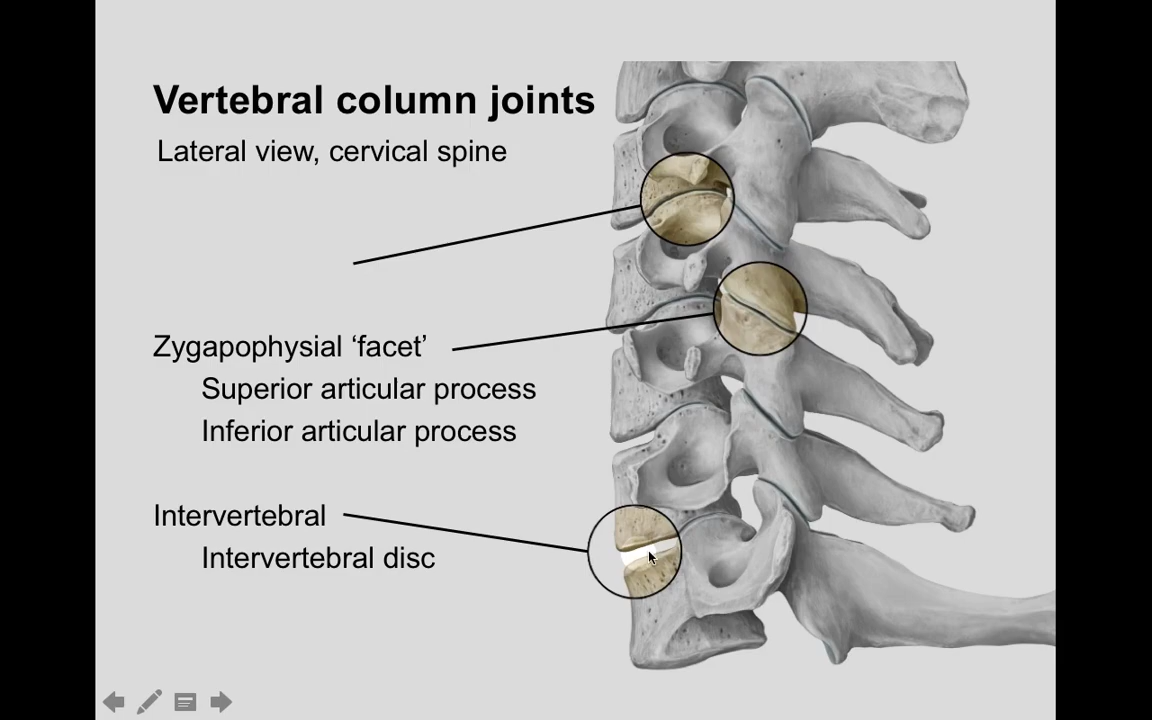 Vertebral column joints
Lateral view, cervical spine
Zygapophysial ‘facet’
Superior articular process
Inferior articular process
Intervertebral
Intervertebral disc